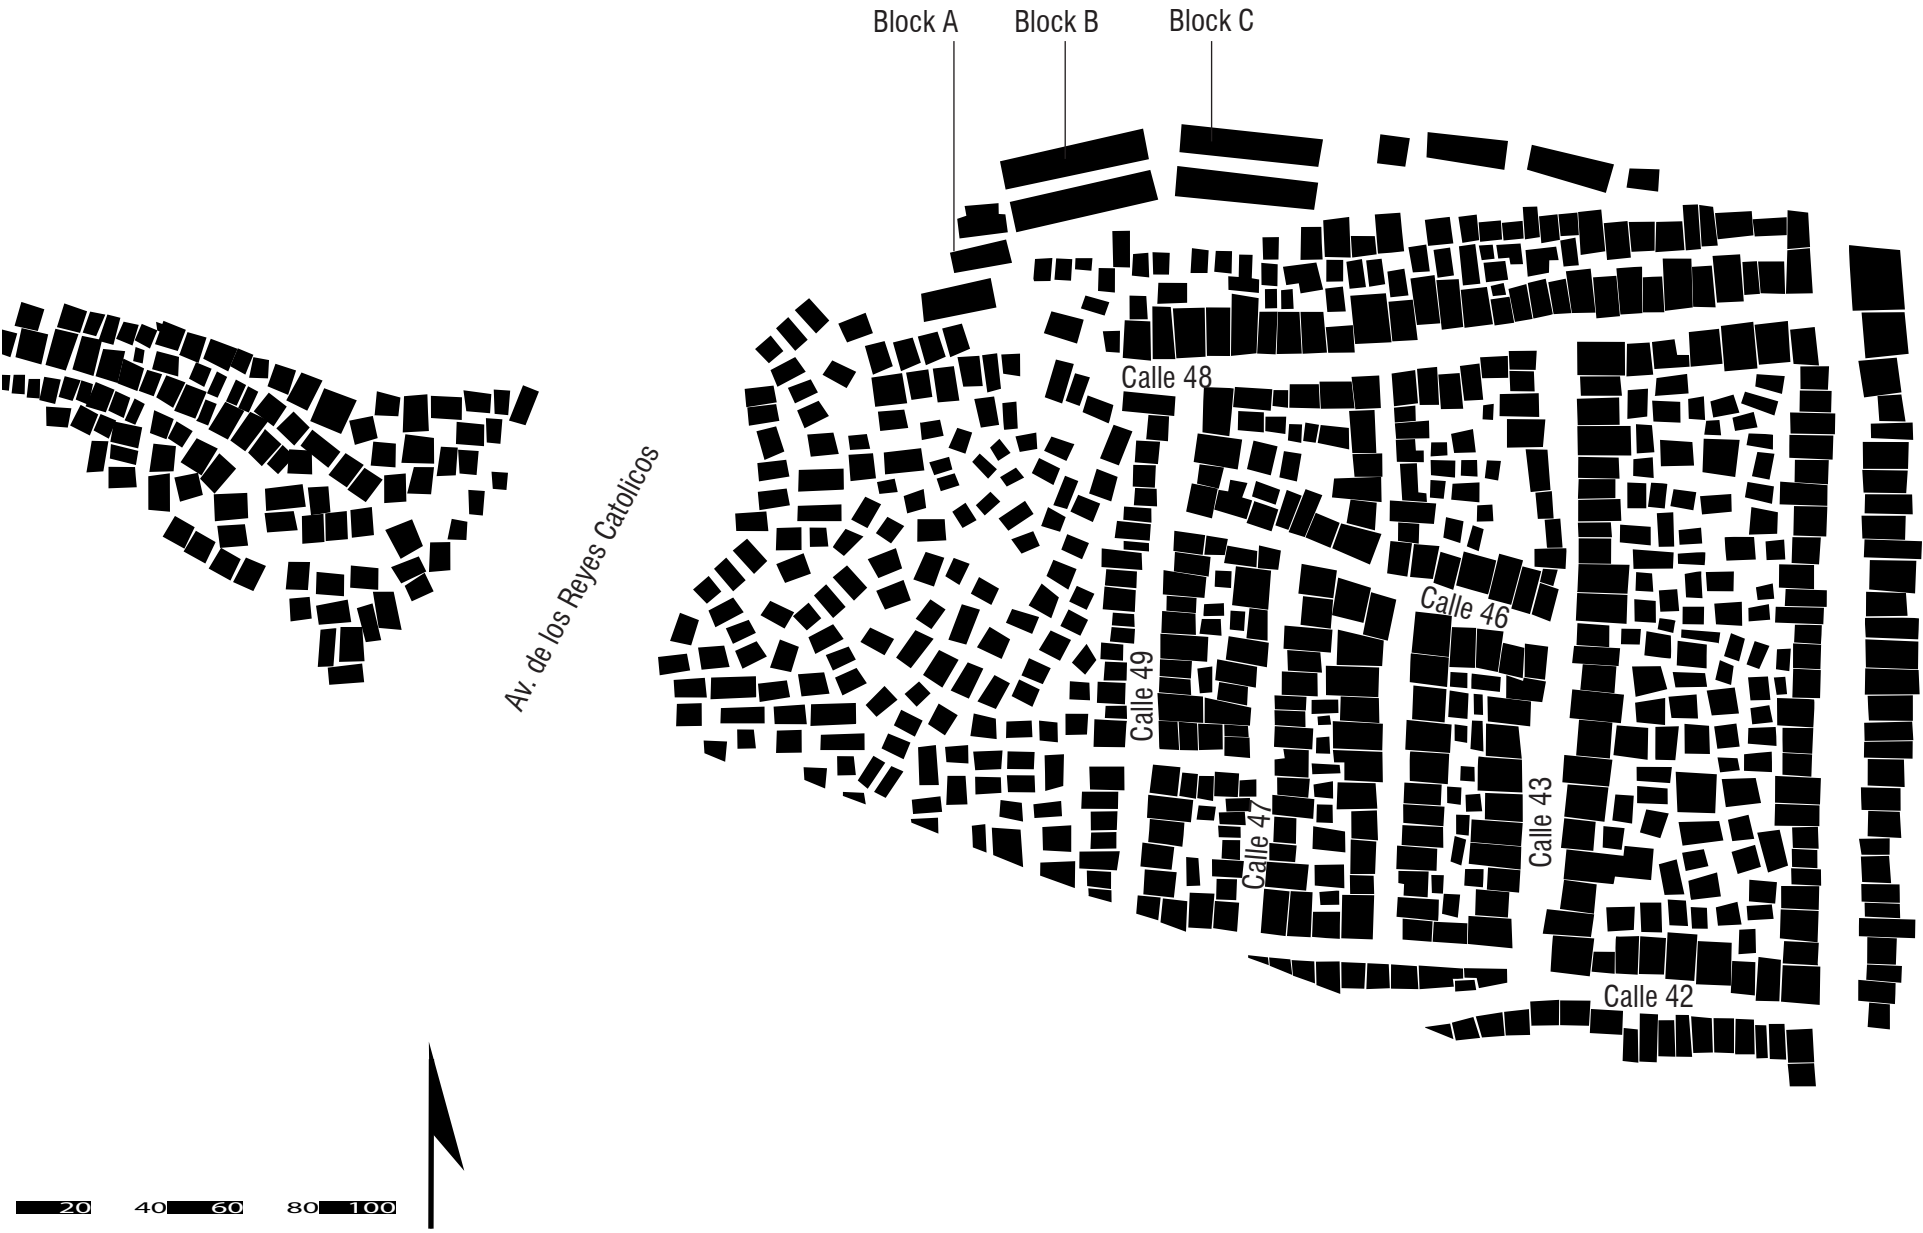 Block A
Block B
Block C
Calle 48
Av. de los Reyes Catolicos
Calle 46
Calle 49
Calle 43
Calle 47
Calle 42
20 40 60 80 100